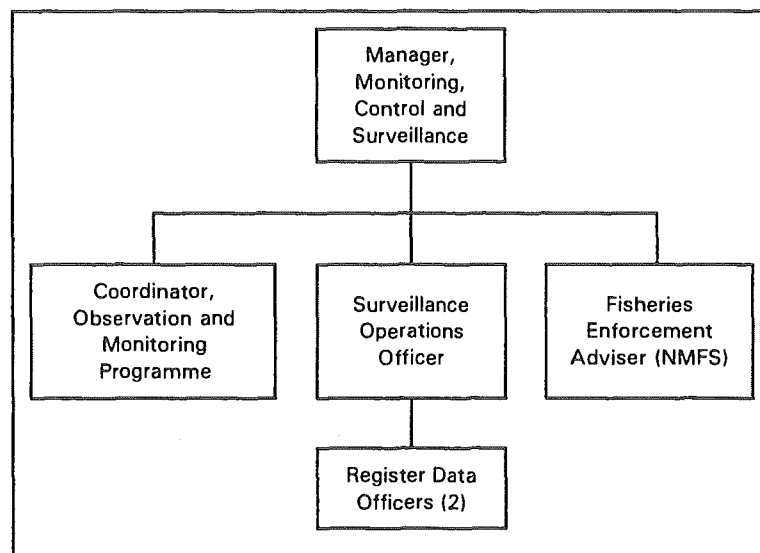 Manager,
Monitoring,
Control and
Surveillance
Coordinator,
Observation and
Monitoring
Programme
Surveillance
Operations
Officer
Fisheries
Enforcement
Adviser (NMFS)
Register Data
Officers (2)